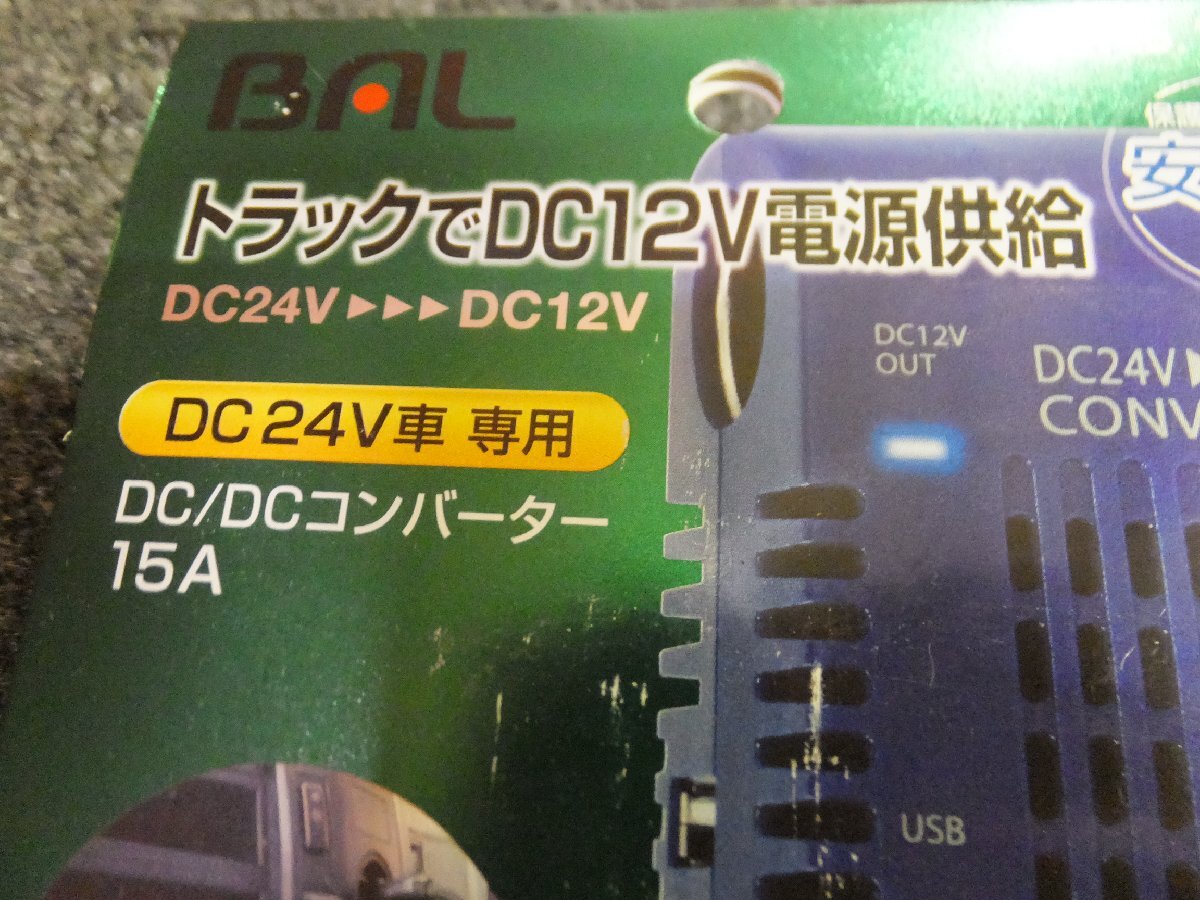 BAL
トラックでDC12V電源供給
DC24V▶▶▶DC12V
DC24V車 専用
DC/DCコンバーター
15A
安
DC12V
OUT
DC24V▶
CONV
USB